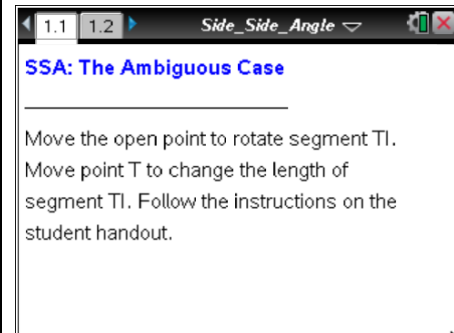 1.1 1.2 Side_Side_Angle
SSA: The Ambiguous Case
Move the open point to rotate segment TI.
Move point T to change the length of
segment TI. Follow the instructions on the
student handout.